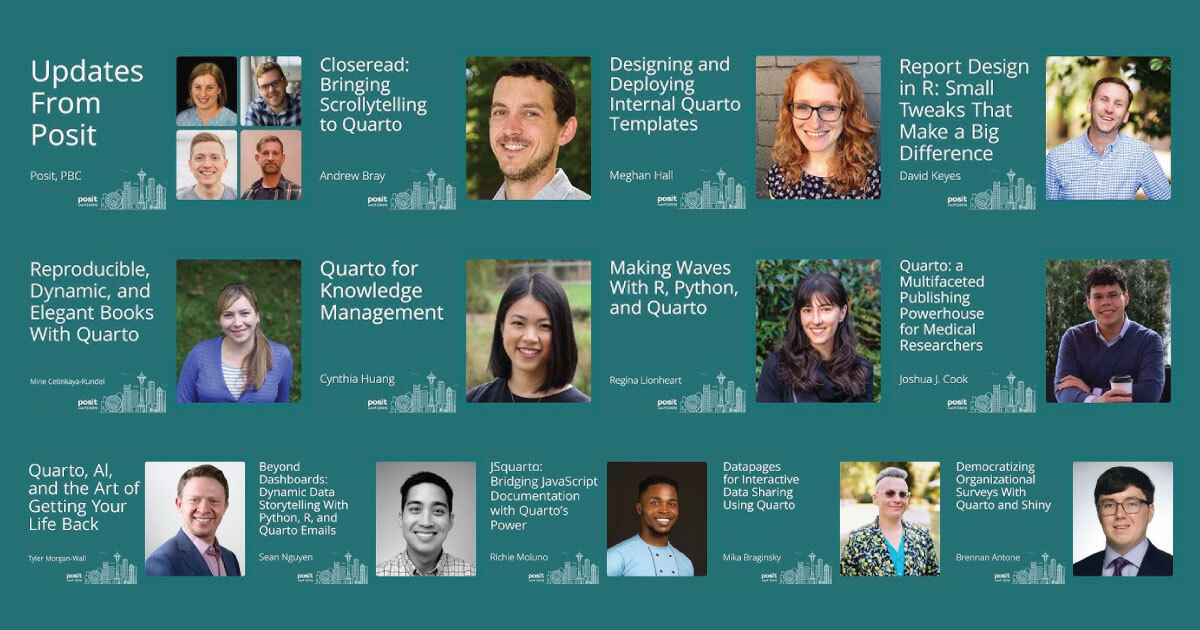 Updates
From
Posit
Posit, PBC
posit
Closeread:
Bringing
Scrollytelling
to Quarto
Andrew Bray
posit
Designing and
Deploying
Internal Quarto
Templates
Meghan Hall
posit
Report Design
in R: Small
Tweaks That
Make a Big
Difference
David Keyes
posit
Reproducible,
Dynamic, and
Elegant Books
With Quarto
Mine Cetinkaya-Rundel
posit
Quarto for
Knowledge
Management
Cynthia Huang
posit
Making Waves
With R, Python,
and Quarto
Regina Lionheart
posit
Quarto: a
Multifaceted
Publishing
Powerhouse
for Medical
Researchers
Joshua J. Cook
posit
Quarto, AI,
and the Art of
Getting Your
Life Back
Tyler Morgan-Wall
posit
Beyond
Dashboards:
Dynamic Data
Storytelling With
Python, R, and
Quarto Emails
Sean Nguyen
posit
JSquarto:
Bridging JavaScript
Documentation
with Quarto's
Power
Richie Moluno
posit
Datapages
for Interactive
Data Sharing
Using Quarto
Mika Braginsky
posit
Democratizing
Organizational
Surveys With
Quarto and Shiny
Brennan Antone
posit